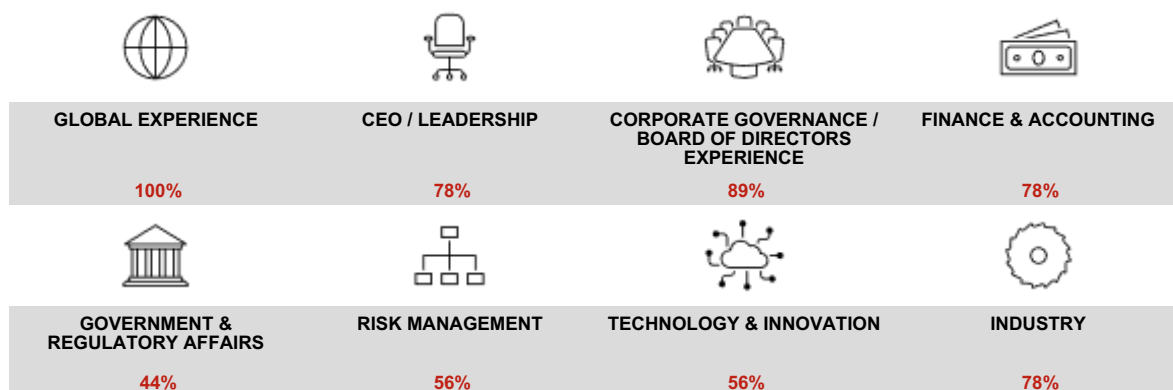 GLOBAL EXPERIENCE
100%
CEO / LEADERSHIP
78%
CORPORATE GOVERNANCE /
BOARD OF DIRECTORS
EXPERIENCE
89%
FINANCE & ACCOUNTING
78%
GOVERNMENT &
REGULATORY AFFAIRS
44%
RISK MANAGEMENT
56%
TECHNOLOGY & INNOVATION
56%
INDUSTRY
78%